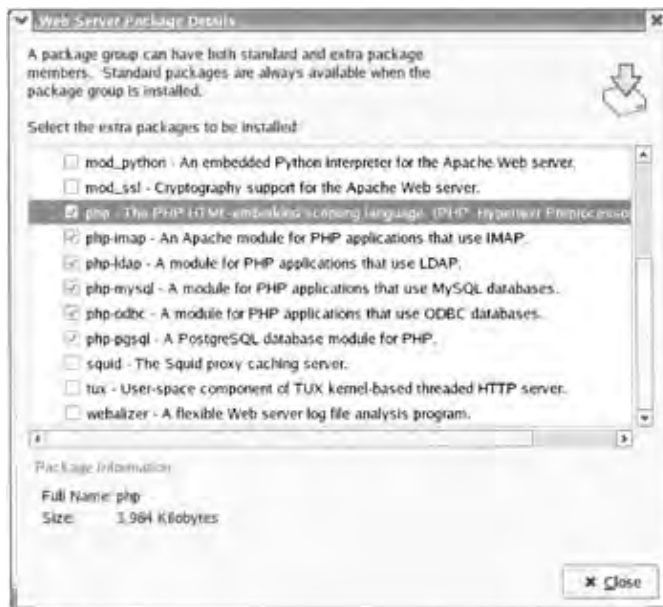 Web Server Package Details
A package group can have both standard and extra package
members. Standard packages are always available when the
package group is installed.
Select the extra packages to be installed
mod_python - An embedded Python interpreter for the Apache Web server.
mod_ssl - Cryptography support for the Apache Web server.
php - The PHP HTML-embedded scripting language. (PHP: Hypertext Preprocesso
php-imap - An Apache module for PHP applications that use IMAP.
php-ldap - A module for PHP applications that use LDAP.
php-mysql - A module for PHP applications that use MySQL databases.
php-odbc - A module for PHP applications that use ODBC databases.
php-pgsql - A PostgreSQL database module for PHP.
squid - The Squid proxy caching server.
tux - User-space component of TUX kernel-based threaded HTTP server.
webalizer - A flexible Web server log file analysis program.
Package Information
Full Name: php
Size: 3,984 Kilobytes
Close